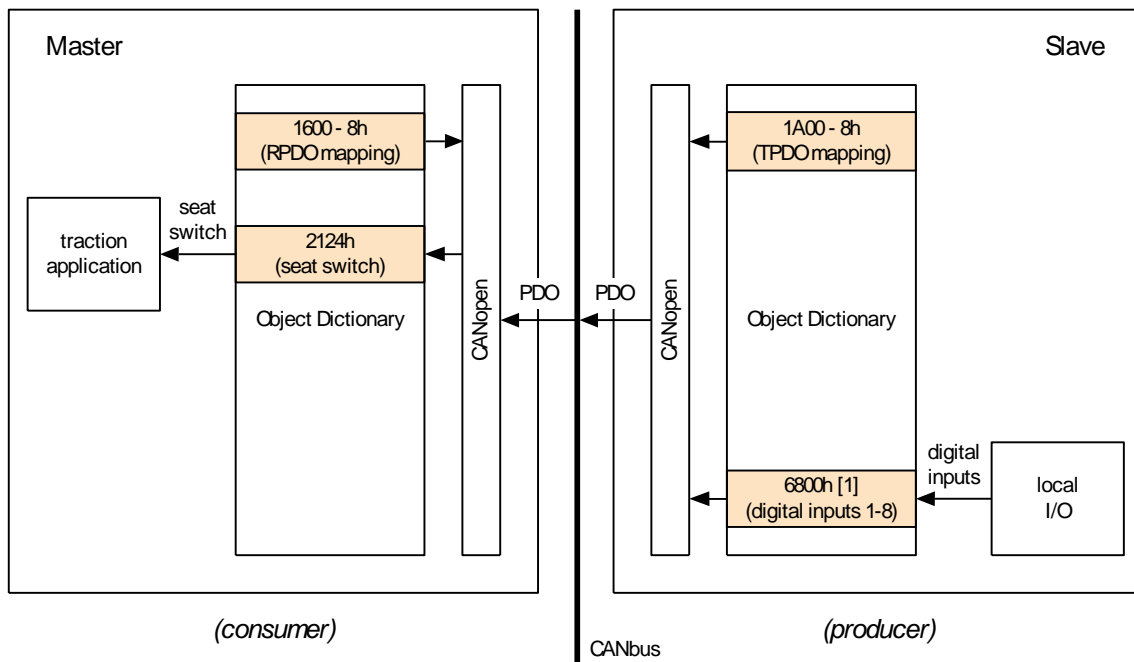 Master
1600 - 8h
(RPDO mapping)
seat
switch
traction
application
2124h
(seat switch)
Object Dictionary
CANopen
PDO
(consumer)
CANbus
PDO
Slave
CANopen
1A00 - 8h
(TPDO mapping)
Object Dictionary
6800h [1]
(digital inputs 1-8)
digital
inputs
local
I/O
(producer)